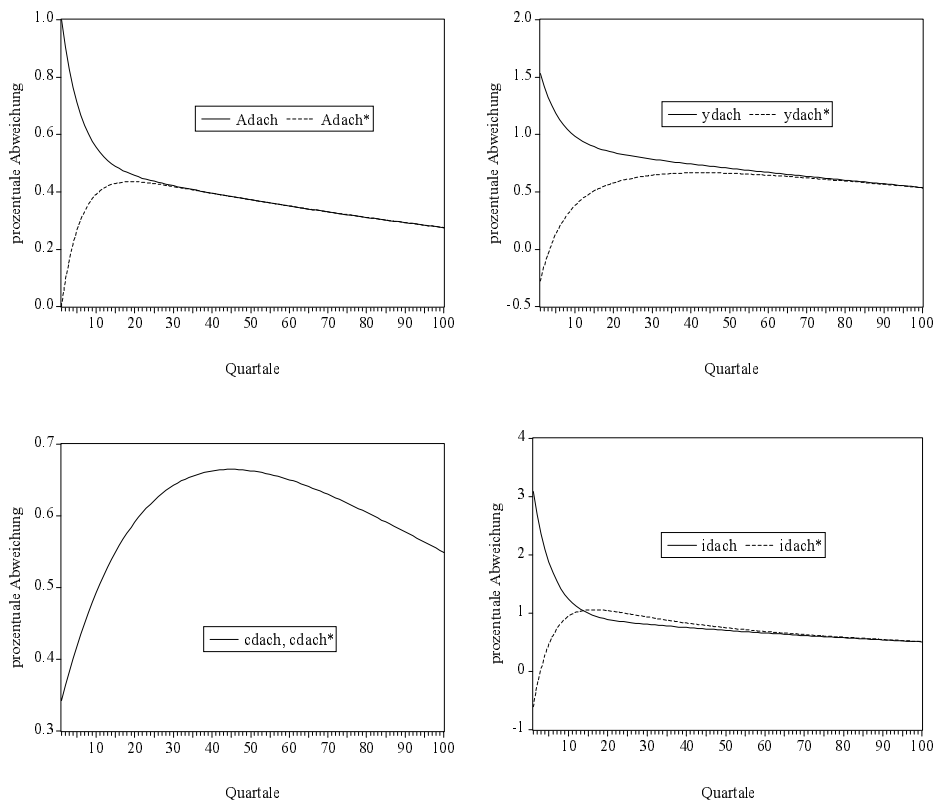 prozentuale Abweichung
1.0
0.8
0.6
0.4
0.2
0.0
Adach Adach*
10 20 30 40 50 60 70 80 90 100
Quartale
prozentuale Abweichung
2.0
1.5
1.0
0.5
0.0
-0.5
ydach ydach*
10 20 30 40 50 60 70 80 90 100
Quartale
prozentuale Abweichung
0.7
0.6
0.5
0.4
0.3
cdach, cdach*
10 20 30 40 50 60 70 80 90 100
Quartale
prozentuale Abweichung
4
3
2
1
0
-1
idach idach*
10 20 30 40 50 60 70 80 90 100
Quartale